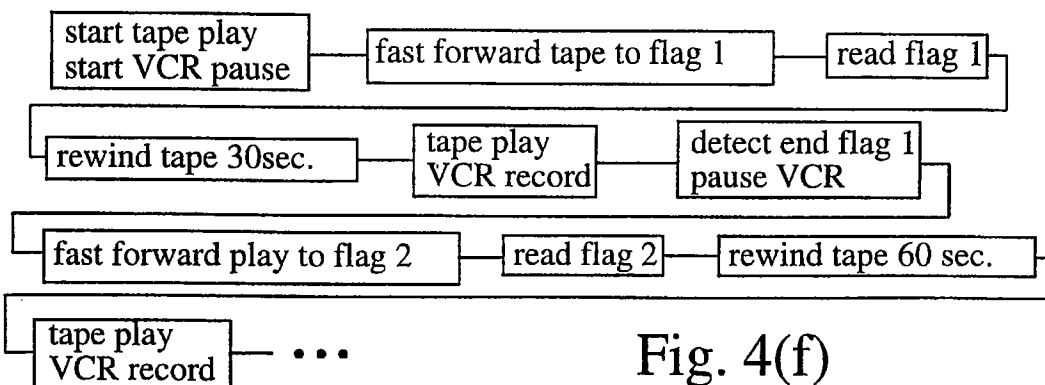 start tape play
start VCR pause
fast forward tape to flag 1
read flag 1
rewind tape 30sec.
tape play
VCR record
detect end flag 1
pause VCR
fast forward play to flag 2
read flag 2
rewind tape 60 sec.
tape play
VCR record
• • •
Fig. 4(f)